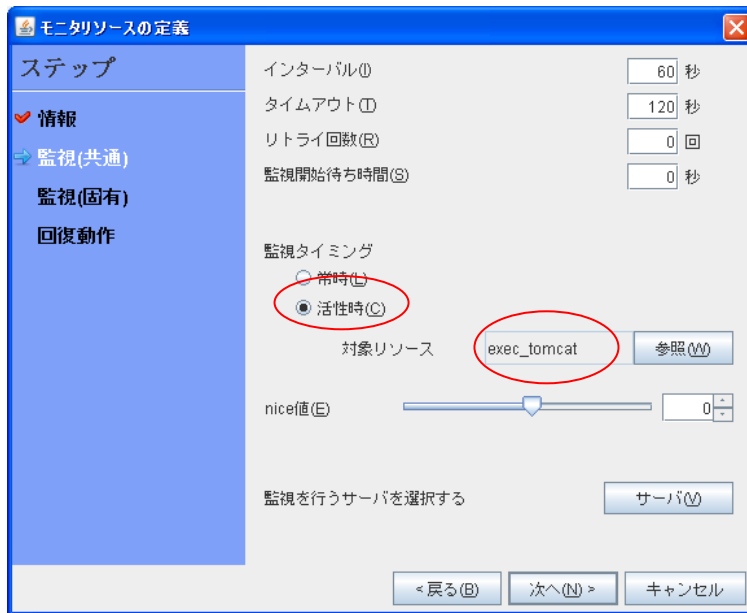 モニタリソースの定義
ステップ
情報
監視(共通)
監視(固有)
回復動作
インターバル(I) 60 秒
タイムアウト(T) 120 秒
リトライ回数(R) 0 回
監視開始待ち時間(S) 0 秒
監視タイミング
常時(L)
活性時(C)
対象リソース exec_tomcat 参照(W)
nice値(E) 0
監視を行うサーバを選択する サーバ(V)
<戻る(B) 次へ(N)> キャンセル